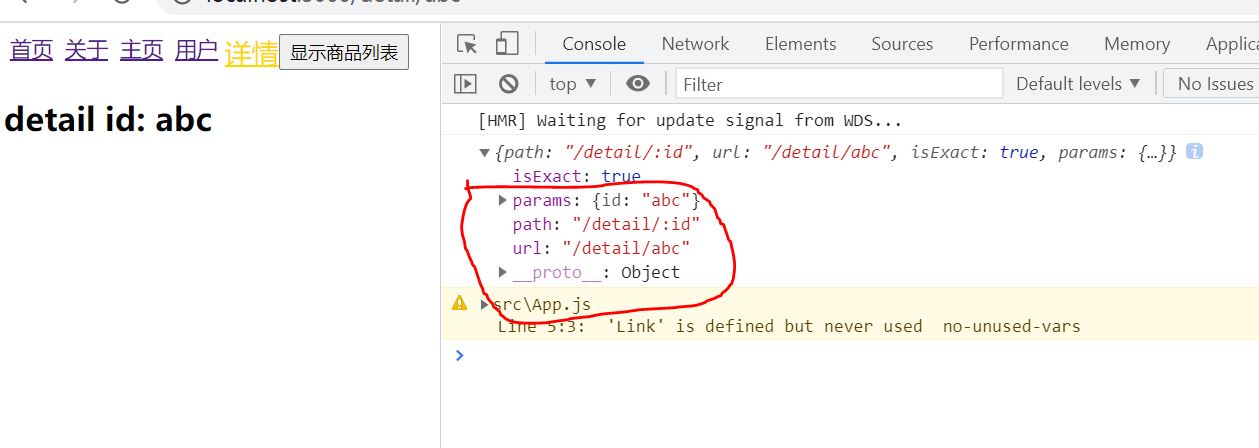 首页 关于 主页 用户 详情 显示商品列表
detail id: abc
Console Network Elements Sources Performance Memory
top ▼ Filter Default levels ▼ No Issues
[HMR] Waiting for update signal from WDS...
▼{path: "/detail/:id", url: "/detail/abc", isExact: true, params: {…}} i
isExact: true
▶ params: {id: "abc"}
path: "/detail/:id"
url: "/detail/abc"
▶ __proto__: Object
▶src\App.js
Line 5:3: 'Link' is defined but never used no-unused-vars